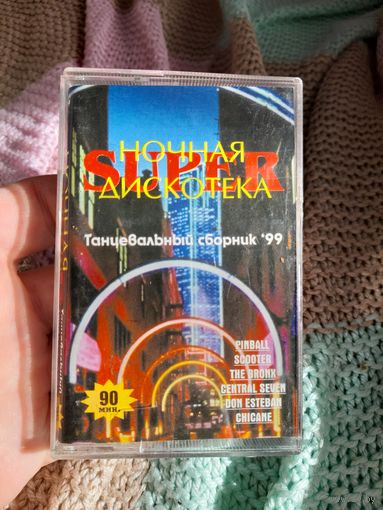 НОЧНАЯ
SUPER
ДИСКОТЕКА
Танцевальный сборник '99
PINBALL
SCOOTER
THE BRONX
CENTRAL SEVEN
DON ESTEBAN
CHICANE
90
МИН.